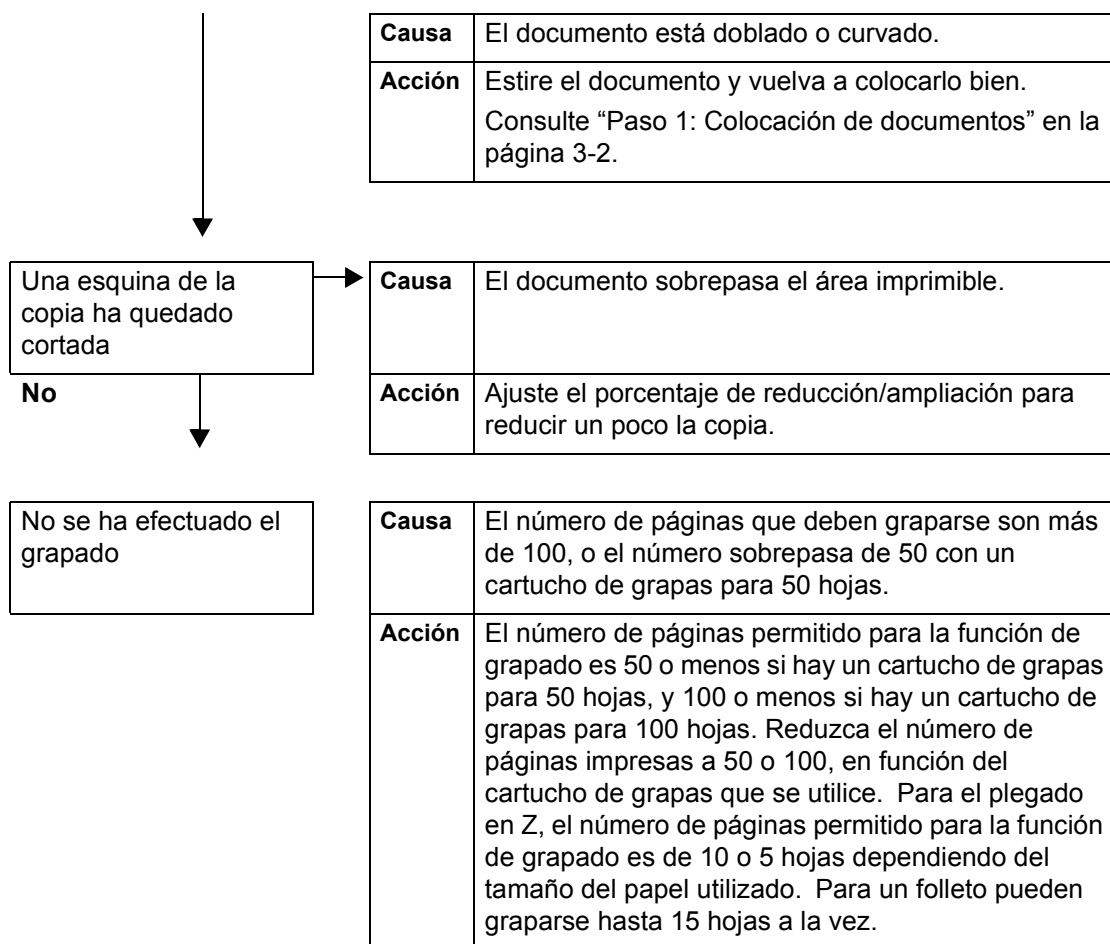 Causa
El documento está doblado o curvado.
Acción
Estire el documento y vuelva a colocarlo bien.
Consulte “Paso 1: Colocación de documentos” en la
página 3-2.
Una esquina de la
copia ha quedado
cortada
Causa
El documento sobrepasa el área imprimible.
No
Acción
Ajuste el porcentaje de reducción/ampliación para
reducir un poco la copia.
No se ha efectuado el
grapado
Causa
El número de páginas que deben graparse son más
de 100, o el número sobrepasa de 50 con un
cartucho de grapas para 50 hojas.
Acción
El número de páginas permitido para la función de
grapado es 50 o menos si hay un cartucho de grapas
para 50 hojas, y 100 o menos si hay un cartucho de
grapas para 100 hojas. Reduzca el número de
páginas impresas a 50 o 100, en función del
cartucho de grapas que se utilice.  Para el plegado
en Z, el número de páginas permitido para la función
de grapado es de 10 o 5 hojas dependiendo del
tamaño del papel utilizado.  Para un folleto pueden
graparse hasta 15 hojas a la vez.